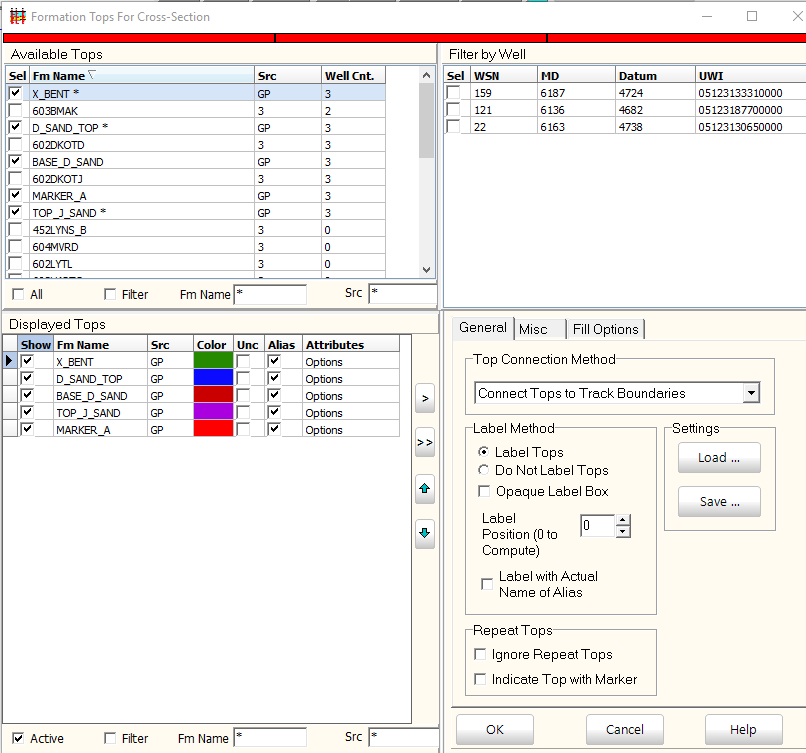 Formation Tops For Cross-Section
Available Tops
Sel Fm Name Src Well Cnt.
X_BENT * GP 3
603BMAK 3 2
D_SAND_TOP * GP 3
602DKOTD 3 0
BASE_D_SAND GP 3
602DKOTJ 3 0
MARKER_A GP 3
TOP_J_SAND * GP 3
452LYNS_B 3 0
604MVRD 3 0
602LYTL 3 0
All Filter Fm Name * Src *
Filter by Well
Sel WSN MD Datum UWI
159 6187 4724 05123133310000
121 6136 4682 05123187700000
22 6163 4738 05123130650000
Displayed Tops
Show Fm Name Src Color Unc Alias Attributes
X_BENT GP Options
D_SAND_TOP GP Options
BASE_D_SAND GP Options
TOP_J_SAND GP Options
MARKER_A GP Options
>
>>
Active Filter Fm Name * Src *
General Misc Fill Options
Top Connection Method
Connect Tops to Track Boundaries
Label Method
Label Tops
Do Not Label Tops
Opaque Label Box
Label
Position (0 to
Compute)
0
Label with Actual
Name of Alias
Settings
Load ...
Save ...
Repeat Tops
Ignore Repeat Tops
Indicate Top with Marker
OK Cancel Help